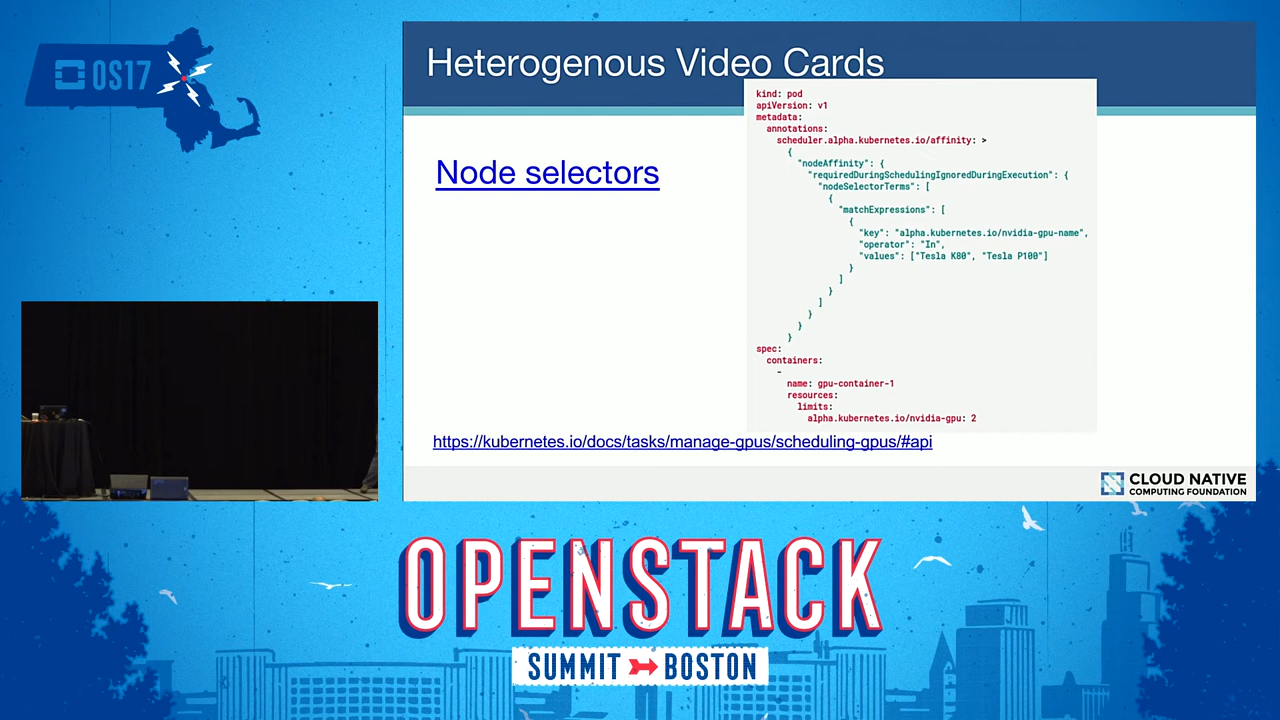 OS17
Heterogenous Video Cards
Node selectors
kind: pod
apiVersion: v1
metadata:
annotations:
scheduler.alpha.kubernetes.io/affinity: >
{
"nodeAffinity": {
"requiredDuringSchedulingIgnoredDuringExecution": {
"nodeSelectorTerms": [
{
"matchExpressions": [
{
"key": "alpha.kubernetes.io/nvidia-gpu-name",
"operator": "In",
"values": ["Tesla K80", "Tesla P100"]
}
]
}
]
}
}
}
spec:
containers:
-
name: gpu-container-1
resources:
limits:
alpha.kubernetes.io/nvidia-gpu: 2
https://kubernetes.io/docs/tasks/manage-gpus/scheduling-gpus/#api
CLOUD NATIVE
COMPUTING FOUNDATION
OPENSTACK
SUMMIT BOSTON